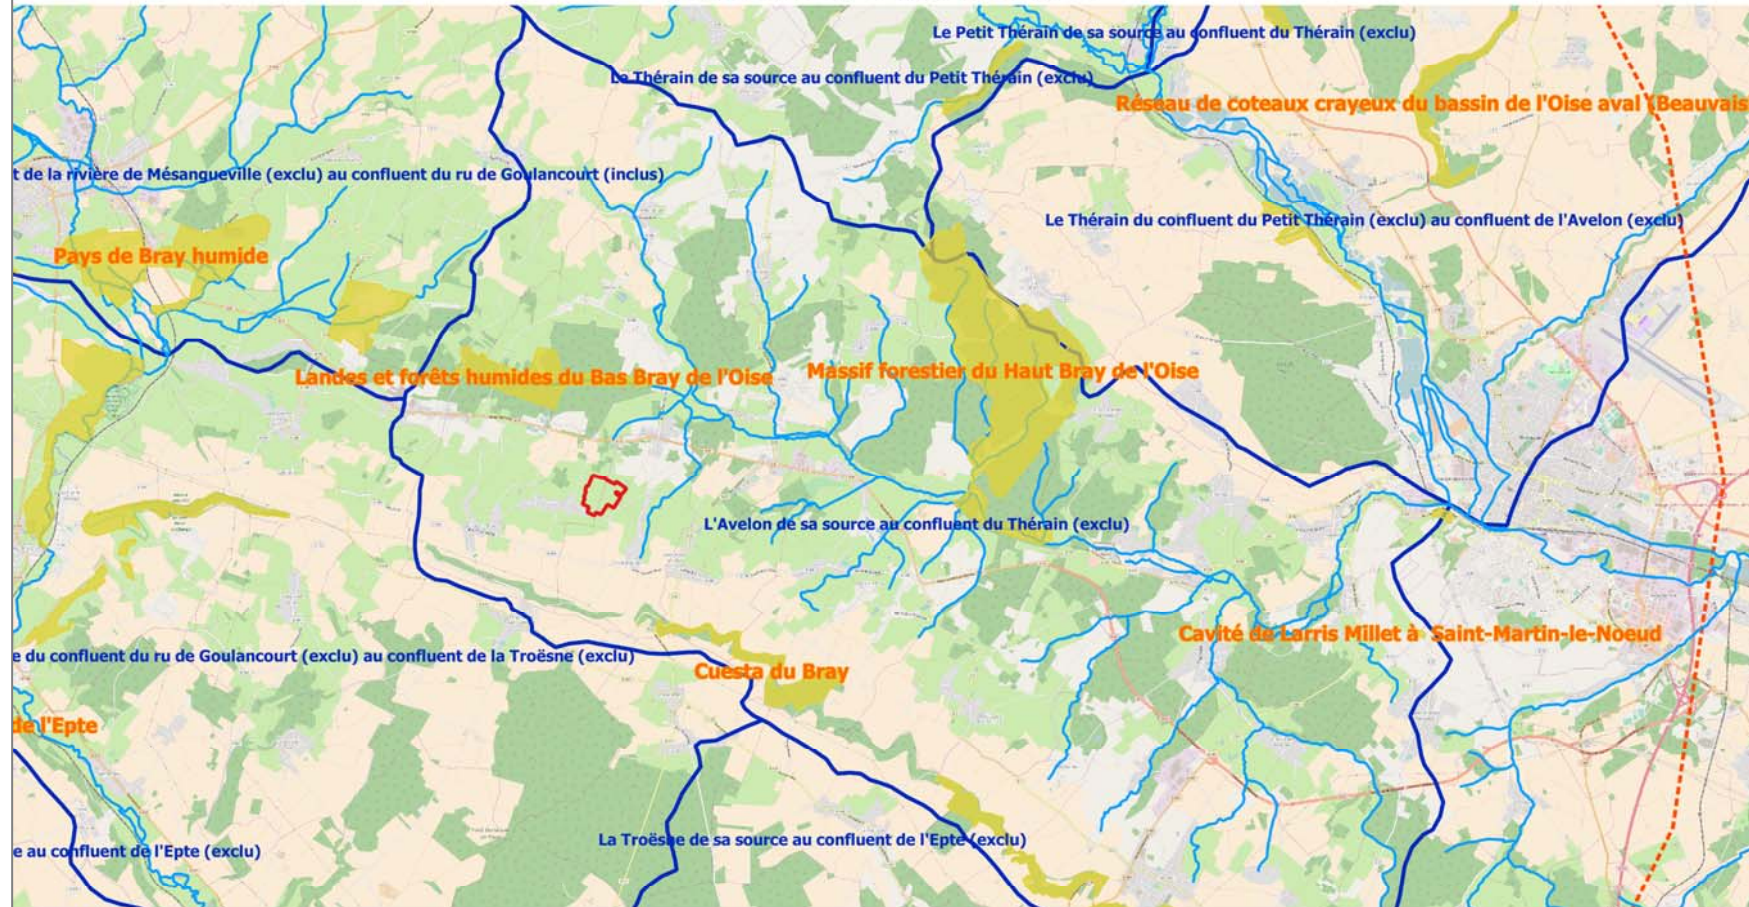 Le Petit Thérain de sa source au confluent du Thérain (exclu)
Le Thérain de sa source au confluent du Petit Thérain (exclu)
Réseau de coteaux crayeux du bassin de l'Oise aval (Beauvais
t de la rivière de Mésangueville (exclu) au confluent du ru de Goulancourt (inclus)
Le Thérain du confluent du Petit Thérain (exclu) au confluent de l'Avelon (exclu)
Pays de Bray humide
Massif forestier du Haut Bray de l'Oise
Landes et forêts humides du Bas Bray de l'Oise
L'Avelon de sa source au confluent du Thérain (exclu)
Cavité de Larris Millet à Saint-Martin-le-Noeud
e du confluent du ru de Goulancourt (exclu) au confluent de la Troësne (exclu)
Cuesta du Bray
de l'Epte
La Troësne de sa source au confluent de l'Epte (exclu)
e au confluent de l'Epte (exclu)